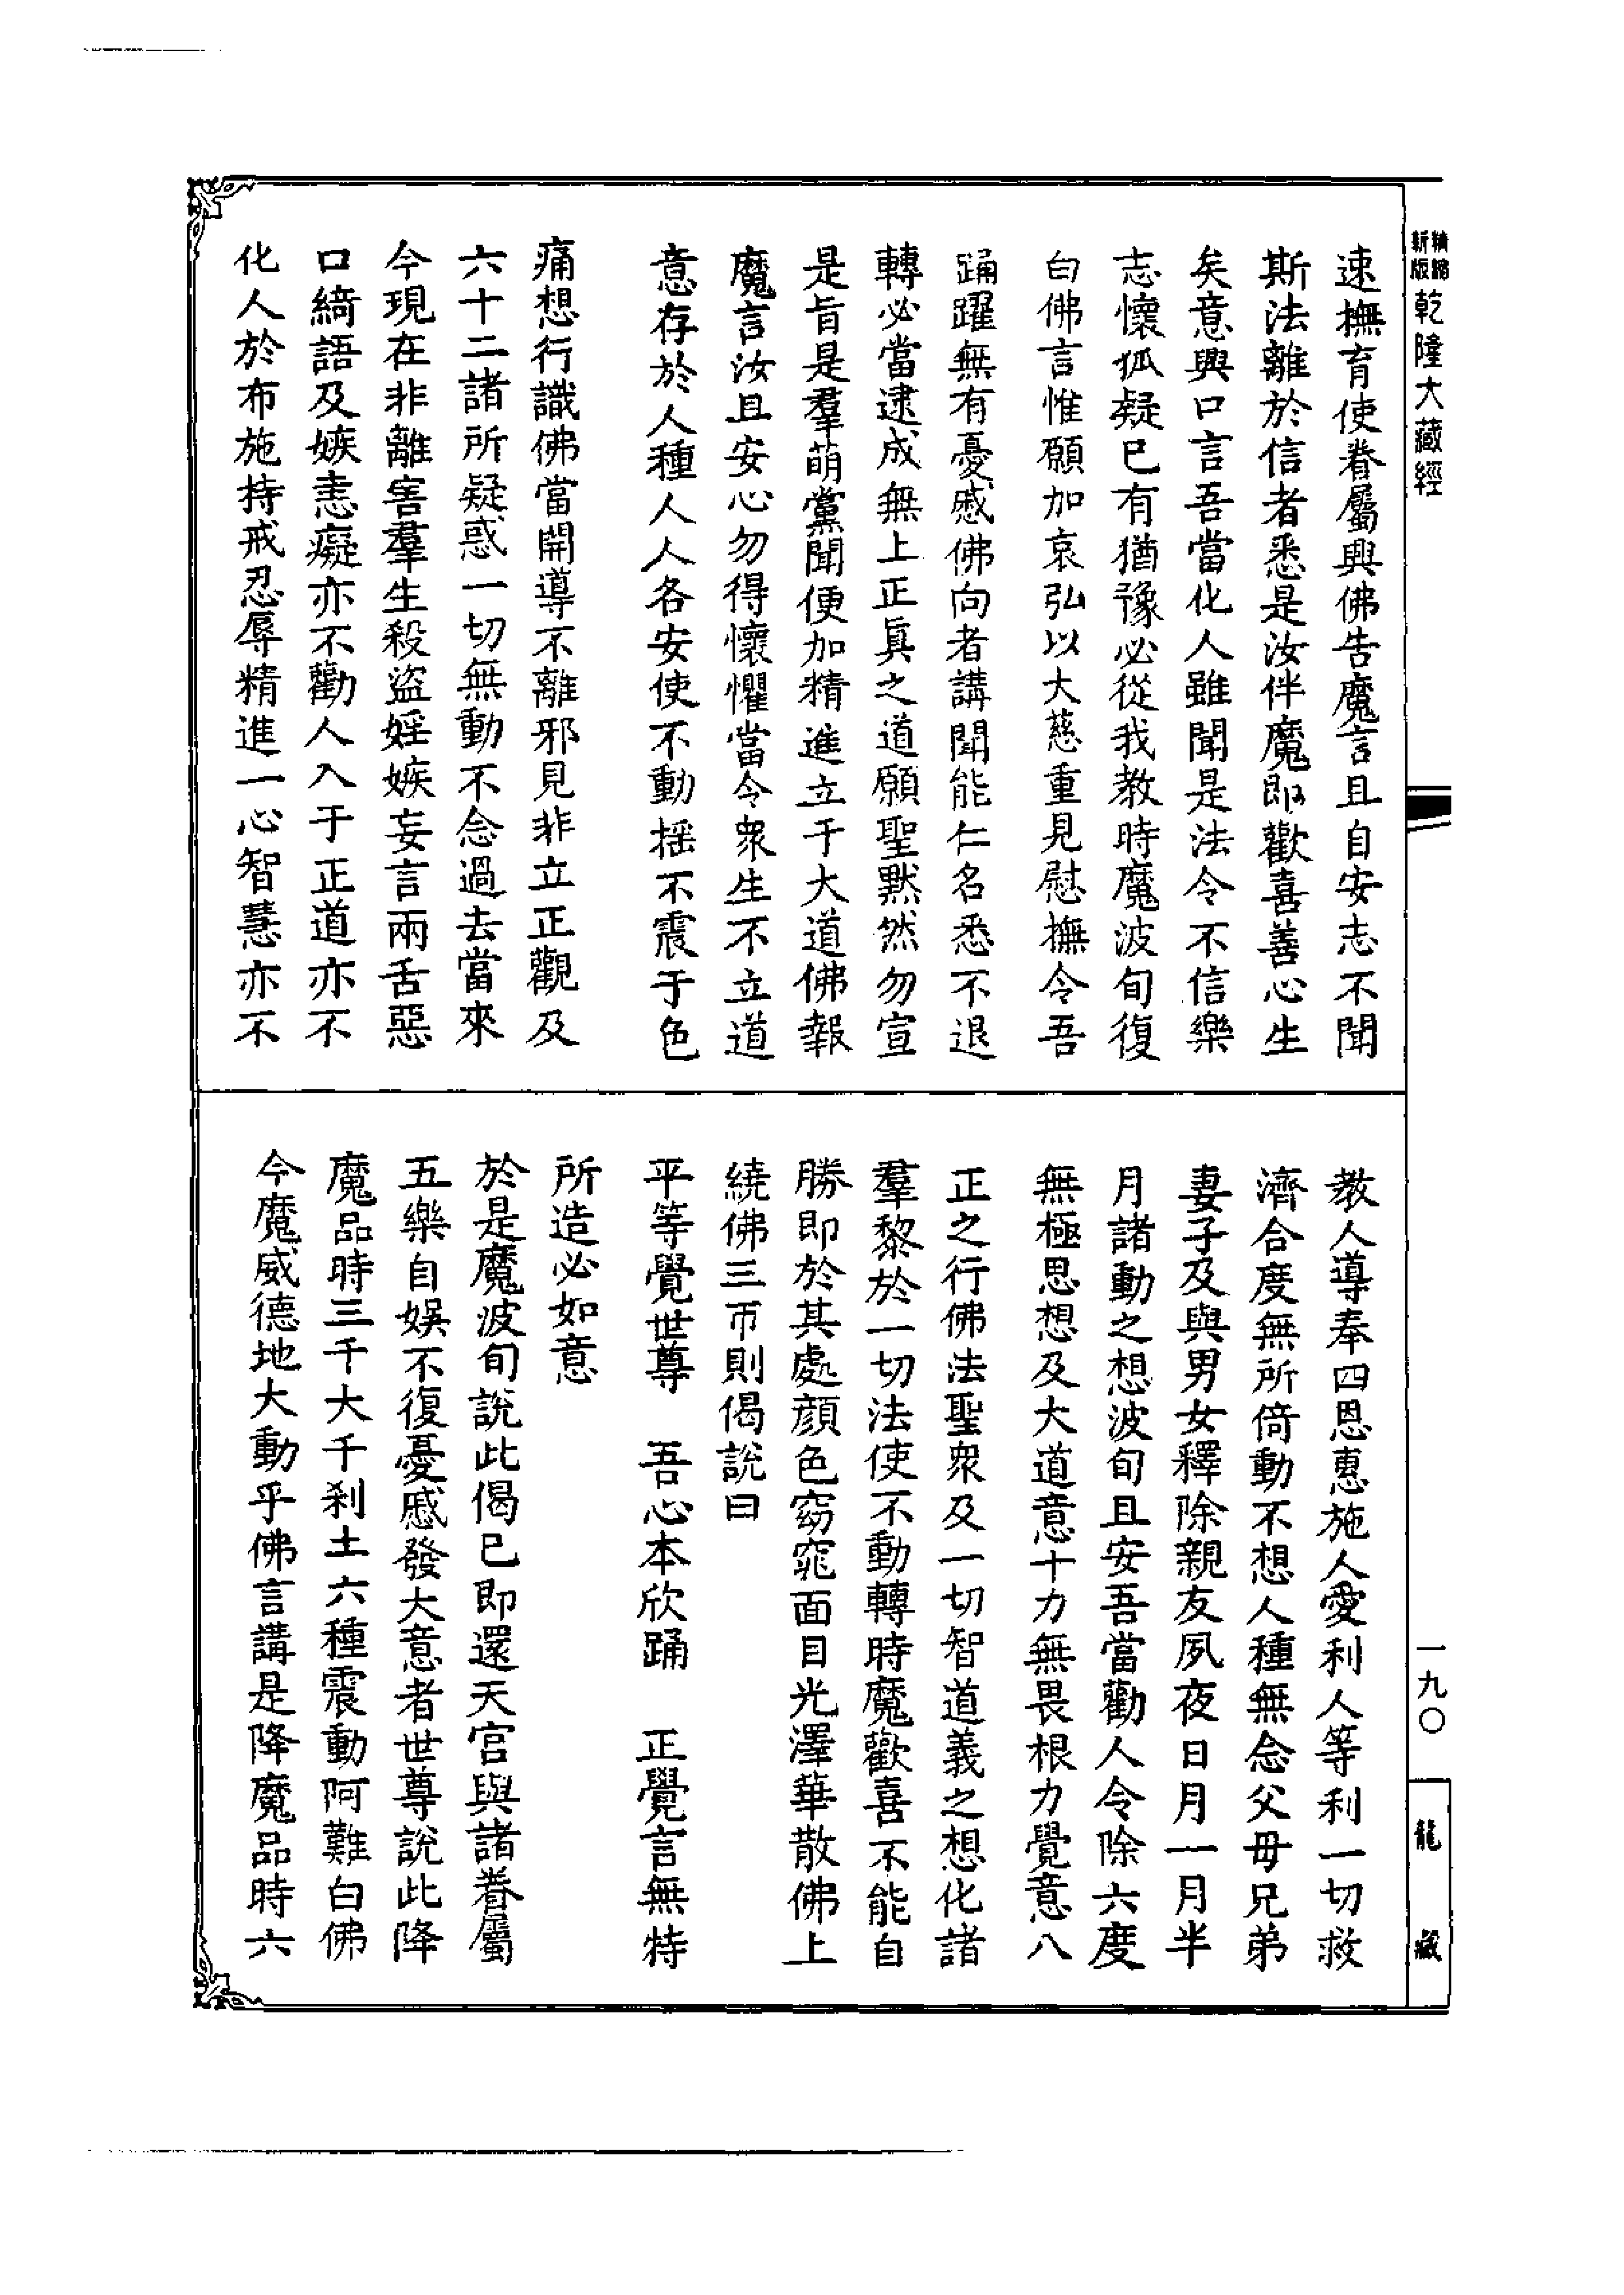 精縮
新版
乾隆大藏經
一九〇
龍藏
速撫育使眷屬興佛告魔言且自安志不聞
斯法離於信者悉是汝伴魔即歡喜善心生
矣意興口言吾當化人雖聞是法令不信樂
志懷狐疑已有猶豫必從我教時魔波旬復
白佛言惟願加哀弘以大慈重見慰撫令吾
踊躍無有憂慼佛向者講聞能仁名悉不退
轉必當逮成無上正真之道願聖默然勿宣
是旨是羣萌黨聞便加精進立于大道佛報
魔言汝且安心勿得懷懼當令衆生不立道
意存於人種人人各安使不動摇不震于色
痛想行識佛當開導不離邪見非立正觀及
六十二諸所疑惑一切無動不念過去當來
今現在非離害羣生殺盜婬嫉妄言兩舌惡
口綺語及嫉恚癡亦不勸人入于正道亦不
化人於布施持戒忍辱精進一心智慧亦不
教人導奉四恩惠施人愛利人等利一切救
濟合度無所倚動不想人種無念父母兄弟
妻子及與男女釋除親友夙夜日月一月半
月諸動之想波旬且安吾當勸人令除六度
無極思想及大道意十力無畏根力覺意八
正之行佛法聖衆及一切智道義之想化諸
羣黎於一切法使不動轉時魔歡喜不能自
勝即於其處顔色窈窕面目光澤華散佛上
繞佛三帀則偈說曰
平等覺世尊　吾心本欣踊　正覺言無特
所造必如意
於是魔波旬說此偈已即還天宫與諸眷屬
五樂自娛不復憂慼發大意者世尊說此降
魔品時三千大千刹土六種震動阿難白佛
今魔威德地大動乎佛言講是降魔品時六